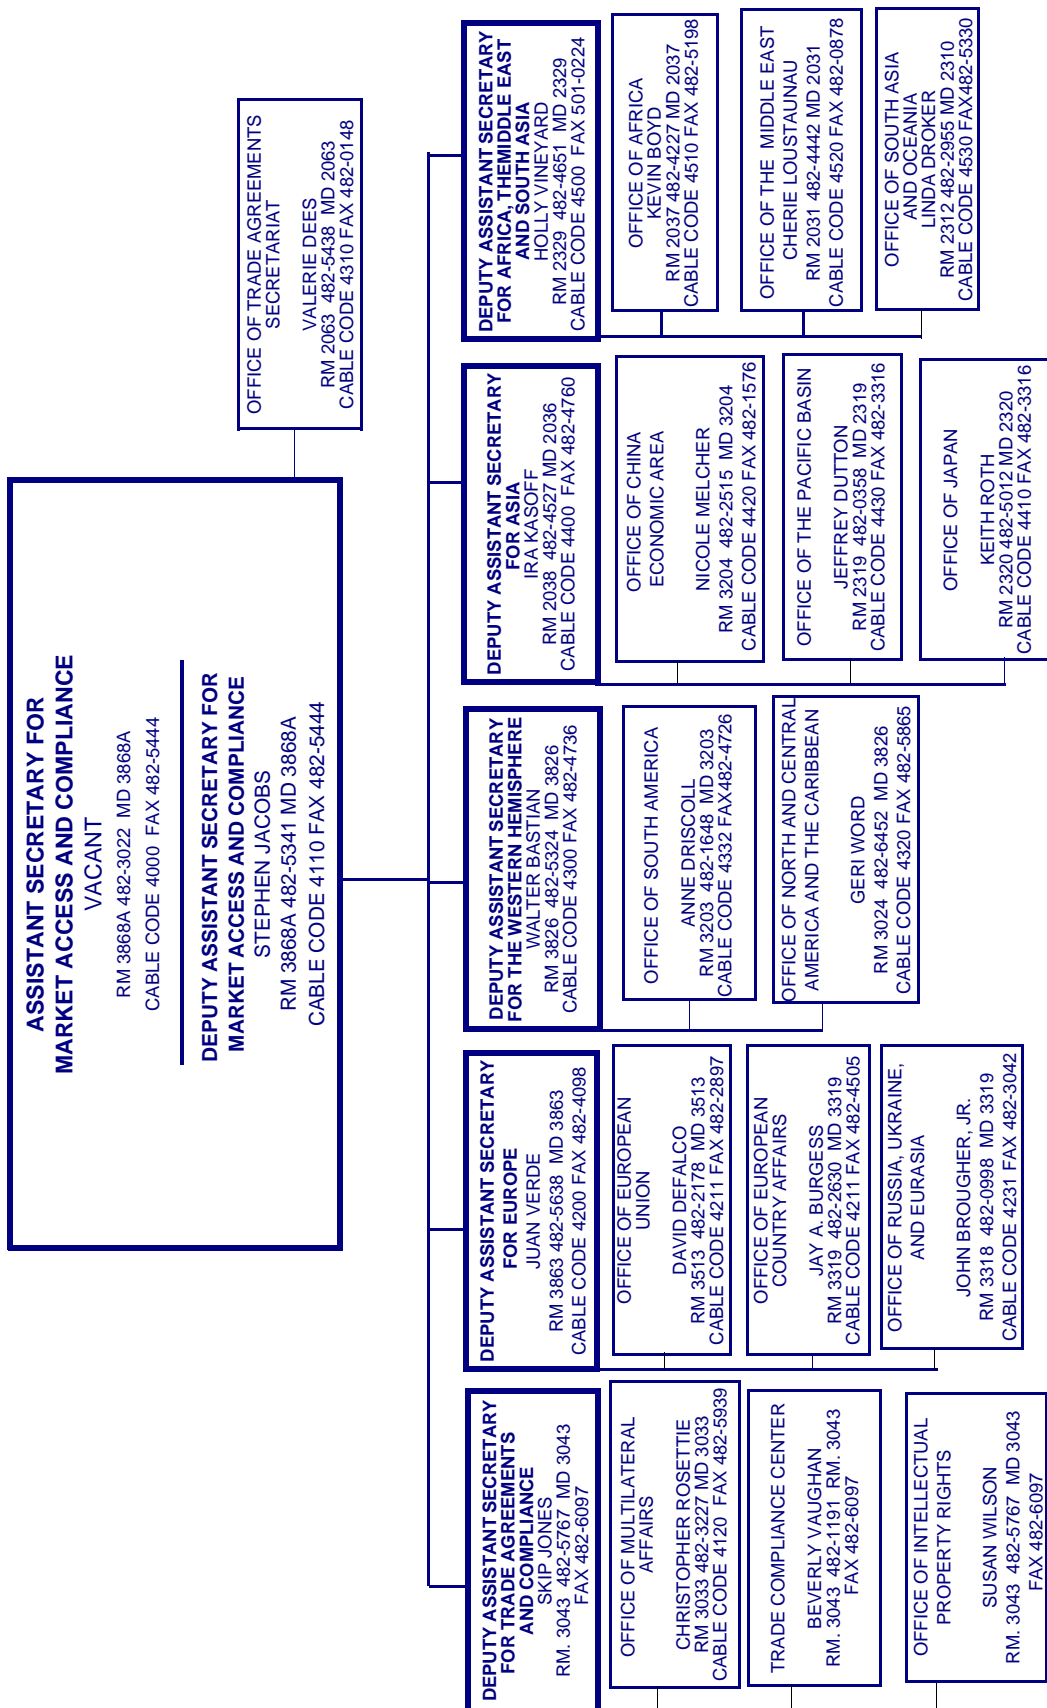 ASSISTANT SECRETARY FOR
MARKET ACCESS AND COMPLIANCE
VACANT
RM 3868A 482-3022 MD 3868A
CABLE CODE 4000 FAX 482-5444
DEPUTY ASSISTANT SECRETARY FOR
MARKET ACCESS AND COMPLIANCE
STEPHEN JACOBS
RM 3868A 482-5341 MD 3868A
CABLE CODE 4110 FAX 482-5444
OFFICE OF TRADE AGREEMENTS
SECRETARIAT
VALERIE DEES
RM 2063 482-5438 MD 2063
CABLE CODE 4310 FAX 482-0148
DEPUTY ASSISTANT SECRETARY
FOR TRADE AGREEMENTS
AND COMPLIANCE
SKIP JONES
RM. 3043 482-5767 MD 3043
FAX 482-6097
OFFICE OF MULTILATERAL
AFFAIRS
CHRISTOPHER ROSETTIE
RM 3033 482-3227 MD 3033
CABLE CODE 4120 FAX 482-5939
TRADE COMPLIANCE CENTER
BEVERLY VAUGHAN
RM. 3043 482-1191 RM. 3043
FAX 482-6097
OFFICE OF INTELLECTUAL
PROPERTY RIGHTS
SUSAN WILSON
RM. 3043 482-5767 MD 3043
FAX 482-6097
DEPUTY ASSISTANT SECRETARY
FOR EUROPE
JUAN VERDE
RM 3863 482-5638 MD 3863
CABLE CODE 4200 FAX 482-4098
OFFICE OF EUROPEAN
UNION
DAVID DEFALCO
RM 3513 482-2178 MD 3513
CABLE CODE 4211 FAX 482-2897
OFFICE OF EUROPEAN
COUNTRY AFFAIRS
JAY A. BURGESS
RM 3319 482-2630 MD 3319
CABLE CODE 4211 FAX 482-4505
OFFICE OF RUSSIA, UKRAINE,
AND EURASIA
JOHN BROUGHER, JR.
RM 3318 482-0998 MD 3319
CABLE CODE 4231 FAX 482-3042
DEPUTY ASSISTANT SECRETARY
FOR THE WESTERN HEMISPHERE
WALTER BASTIAN
RM 3826 482-5324 MD 3826
CABLE CODE 4300 FAX 482-4736
OFFICE OF SOUTH AMERICA
ANNE DRISCOLL
RM 3203 482-1648 MD 3203
CABLE CODE 4332 FAX482-4726
OFFICE OF NORTH AND CENTRAL
AMERICA AND THE CARIBBEAN
GERI WORD
RM 3024 482-6452 MD 3826
CABLE CODE 4320 FAX 482-5865
DEPUTY ASSISTANT SECRETARY
FOR ASIA
IRA KASOFF
RM 2038 482-4527 MD 2036
CABLE CODE 4400 FAX 482-4760
OFFICE OF CHINA
ECONOMIC AREA
NICOLE MELCHER
RM 3204 482-2515 MD 3204
CABLE CODE 4420 FAX 482-1576
OFFICE OF THE PACIFIC BASIN
JEFFREY DUTTON
RM 2319 482-0358 MD 2319
CABLE CODE 4430 FAX 482-3316
OFFICE OF JAPAN
KEITH ROTH
RM 2320 482-5012 MD 2320
CABLE CODE 4410 FAX 482-3316
DEPUTY ASSISTANT SECRETARY
FOR AFRICA, THEMIDDLE EAST
AND SOUTH ASIA
HOLLY VINEYARD
RM 2329 482-4651 MD 2329
CABLE CODE 4500 FAX 501-0224
OFFICE OF AFRICA
KEVIN BOYD
RM 2037 482-4227 MD 2037
CABLE CODE 4510 FAX 482-5198
OFFICE OF THE MIDDLE EAST
CHERIE LOUSTAUNAU
RM 2031 482-4442 MD 2031
CABLE CODE 4520 FAX 482-0878
OFFICE OF SOUTH ASIA
AND OCEANIA
LINDA DROKER
RM 2312 482-2955 MD 2310
CABLE CODE 4530 FAX482-5330